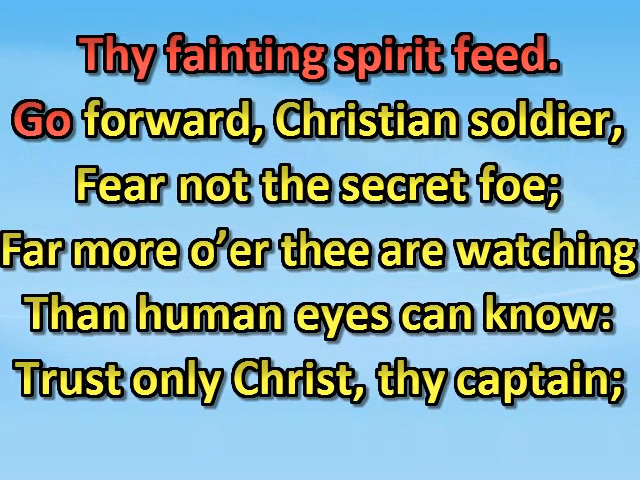 Thy fainting spirit feed.
Go forward, Christian soldier,
Fear not the secret foe;
Far more o’er thee are watching
Than human eyes can know:
Trust only Christ, thy captain;